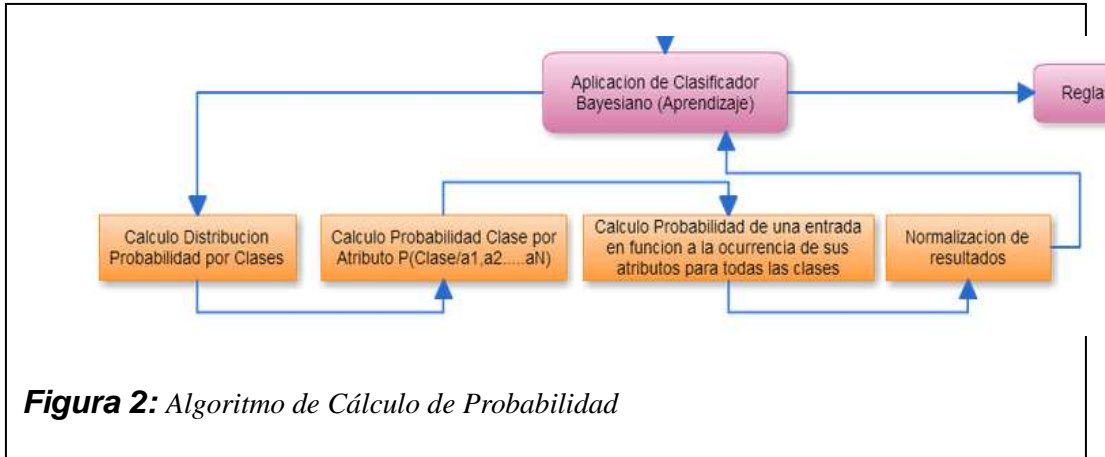 Aplicacion de Clasificador
Bayesiano (Aprendizaje)
Regla
Calculo Distribucion
Probabilidad por Clases
Calculo Probabilidad Clase por
Atributo P(Clase/a1,a2.....aN)
Calculo Probabilidad de una entrada
en funcion a la ocurrencia de sus
atributos para todas las clases
Normalizacion de
resultados
Figura 2: Algoritmo de Cálculo de Probabilidad